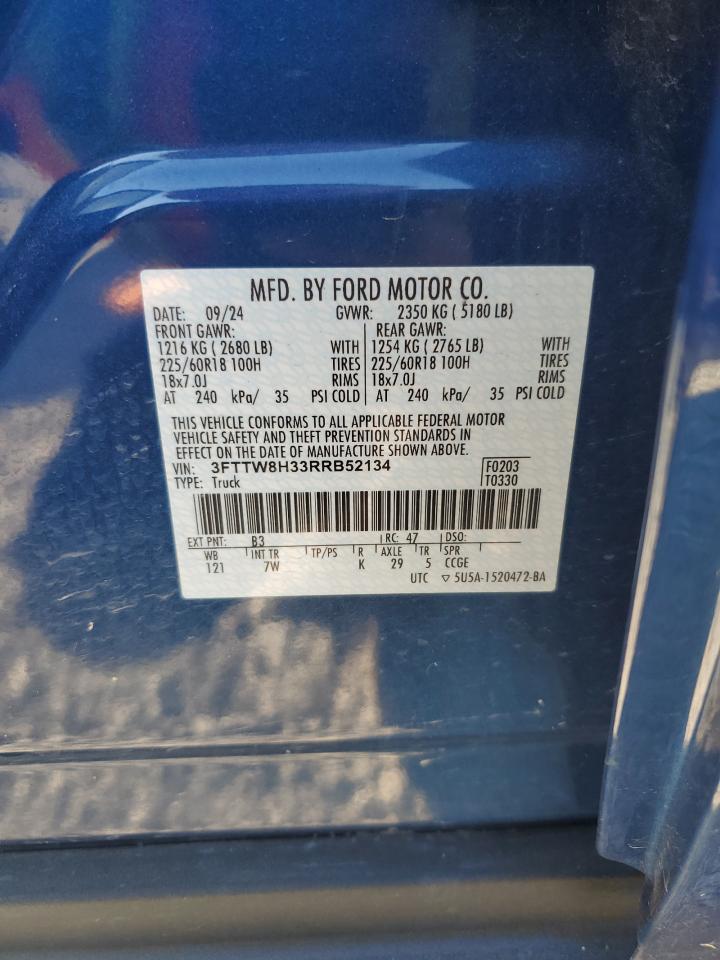 MFD. BY FORD MOTOR CO.
DATE: 09/24 GVWR: 2350 KG ( 5180 LB)
FRONT GAWR: REAR GAWR:
1216 KG ( 2680 LB) WITH 1254 KG ( 2765 LB) WITH
225/60R18 100H TIRES 225/60R18 100H TIRES
18x7.0J RIMS 18x7.0J RIMS
AT 240 kPa/ 35 PSI COLD AT 240 kPa/ 35 PSI COLD
THIS VEHICLE CONFORMS TO ALL APPLICABLE FEDERAL MOTOR
VEHICLE SAFETY AND THEFT PREVENTION STANDARDS IN
EFFECT ON THE DATE OF MANUFACTURE SHOWN ABOVE.
VIN: 3FTTW8H33RRB52134 F0203
TYPE: Truck T0330
EXT PNT: B3 RC: 47 DSO:
WB INT TR TP/PS R AXLE TR SPR
121 7W K 29 5 CCGE
UTC ▽ 5U5A-1520472-BA